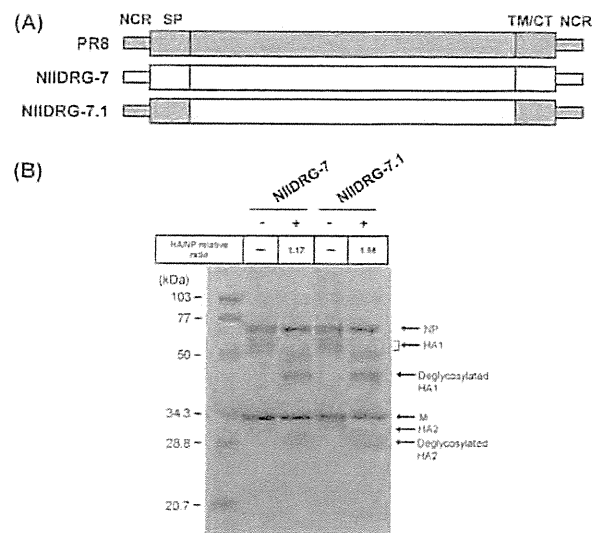 (A)
NCR SP TM/CT NCR
PR8
NIIDRG-7
NIIDRG-7.1
(B)
NIIDRG-7 NIIDRG-7.1
- + - +
HA/NP relative ratio – 1.17 –
(kDa)
103
77
50
34.3
28.8
20.7
NP
HA1
Deglycosylated
HA1
M
HA2
Deglycosylated
HA2